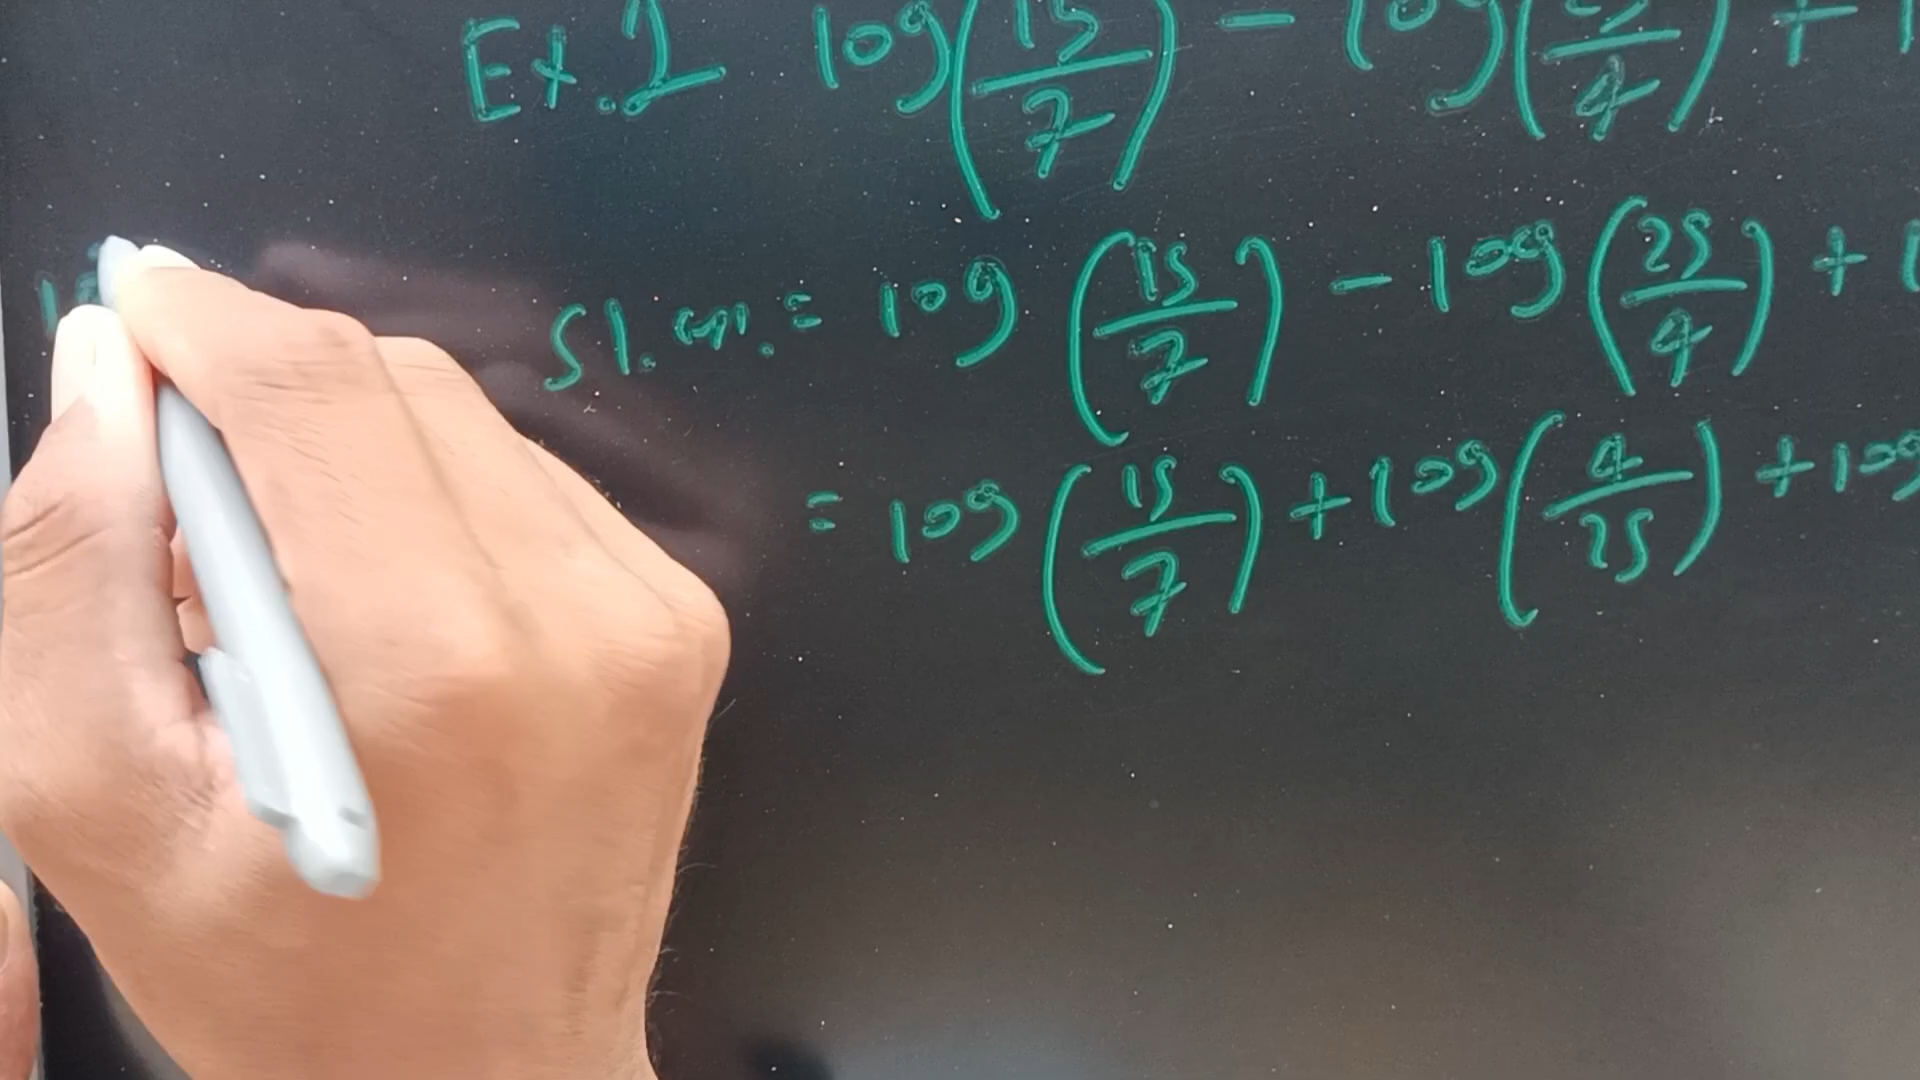 Ex.1 log(15/7) - log(25/4) +
= log (15/7) - log (25/4) +
= log (15/7) + log (4/25) + log